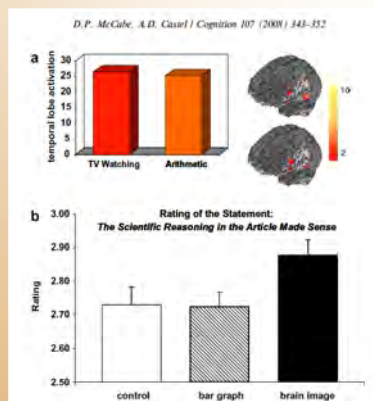 D.P. McCabe, A.D. Castel / Cognition 107 (2008) 343–352
a
temporal lobe activation
30
25
20
15
10
5
0
TV Watching
Arithmetic
10
2
b
Rating of the Statement:
The Scientific Reasoning in the Article Made Sense
Rating
3.00
2.90
2.80
2.70
2.60
2.50
control
bar graph
brain image